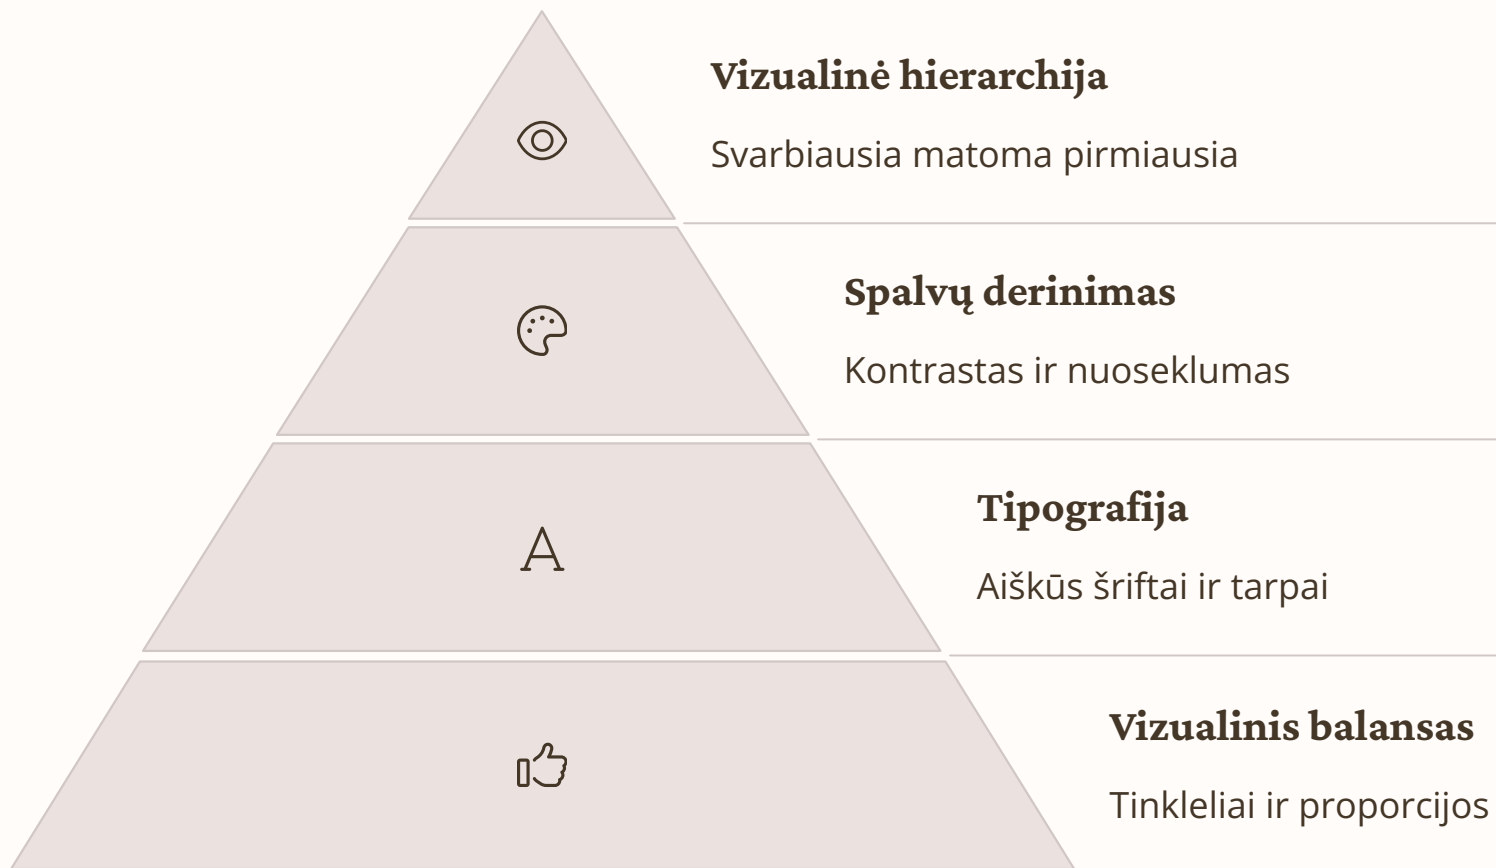 Vizualinė hierarchija
Svarbiausia matoma pirmiausia
Spalvų derinimas
Kontrastas ir nuoseklumas
Tipografija
Aiškūs šriftai ir tarpai
Vizualinis balansas
Tinkleliai ir proporcijos